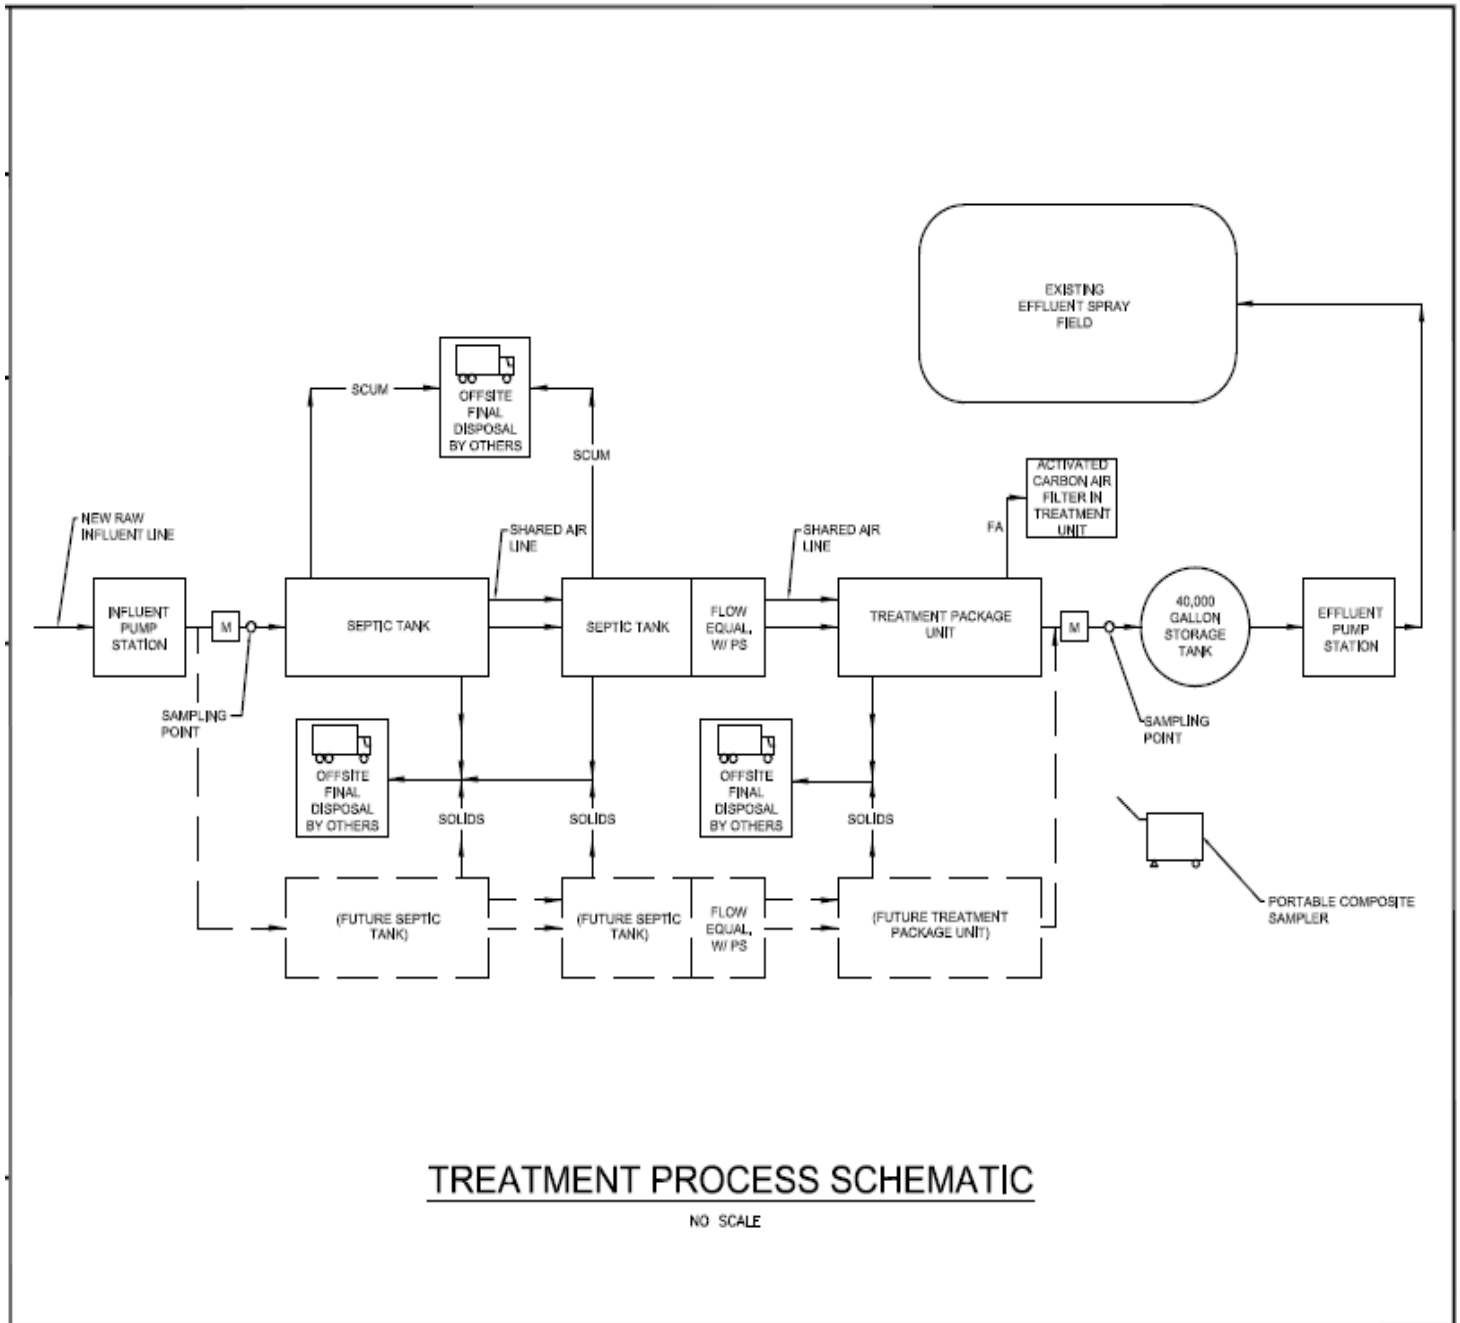 EXISTING
EFFLUENT SPRAY
FIELD
SCUM
OFFSITE
FINAL
DISPOSAL
BY OTHERS
SCUM
ACTIVATED
CARBON AIR
FILTER IN
TREATMENT
UNIT
FA
NEW RAW
INFLUENT LINE
SHARED AIR
LINE
SHARED AIR
LINE
INFLUENT
PUMP
STATION
M
SEPTIC TANK
SEPTIC TANK
FLOW
EQUAL.
W/ PS
TREATMENT PACKAGE
UNIT
M
40,000
GALLON
STORAGE
TANK
EFFLUENT
PUMP
STATION
SAMPLING
POINT
SAMPLING
POINT
OFFSITE
FINAL
DISPOSAL
BY OTHERS
SOLIDS
SOLIDS
OFFSITE
FINAL
DISPOSAL
BY OTHERS
SOLIDS
(FUTURE SEPTIC
TANK)
(FUTURE SEPTIC
TANK)
FLOW
EQUAL.
W/ PS
(FUTURE TREATMENT
PACKAGE UNIT)
PORTABLE COMPOSITE
SAMPLER
TREATMENT PROCESS SCHEMATIC
NO SCALE